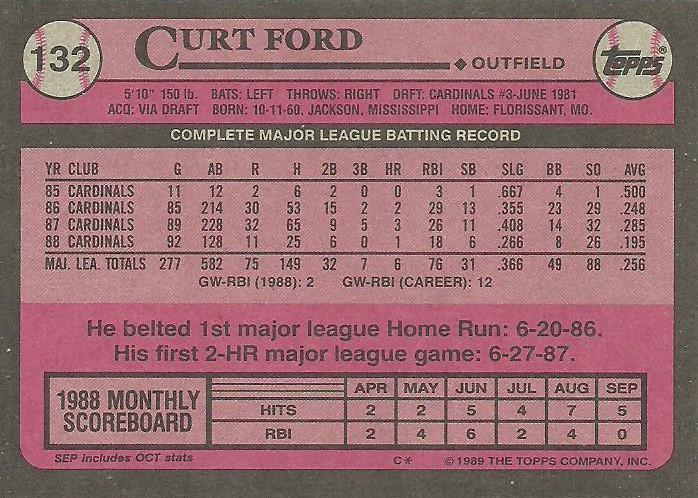 132
CURT FORD
◆ OUTFIELD
TOPPS®
5'10" 150 lb. BATS: LEFT THROWS: RIGHT DRFT: CARDINALS #3-JUNE 1981
ACQ: VIA DRAFT BORN: 10-11-60, JACKSON, MISSISSIPPI HOME: FLORISSANT, MO.
COMPLETE MAJOR LEAGUE BATTING RECORD
YR CLUB G AB R H 2B 3B HR RBI SB SLG BB SO AVG
85 CARDINALS 11 12 2 6 2 0 0 3 1 .667 4 1 .500
86 CARDINALS 85 214 30 53 15 2 2 29 13 .355 23 29 .248
87 CARDINALS 89 228 32 65 9 5 3 26 11 .408 14 32 .285
88 CARDINALS 92 128 11 25 6 0 1 18 6 .266 8 26 .195
MAJ. LEA. TOTALS 277 582 75 149 32 7 6 76 31 .366 49 88 .256
GW-RBI (1988): 2 GW-RBI (CAREER): 12
He belted 1st major league Home Run: 6-20-86.
His first 2-HR major league game: 6-27-87.
1988 MONTHLY
SCOREBOARD
APR MAY JUN JUL AUG SEP
HITS 2 2 5 4 7 5
RBI 2 4 6 2 4 0
SEP includes OCT stats
C*
© 1989 THE TOPPS COMPANY, INC.